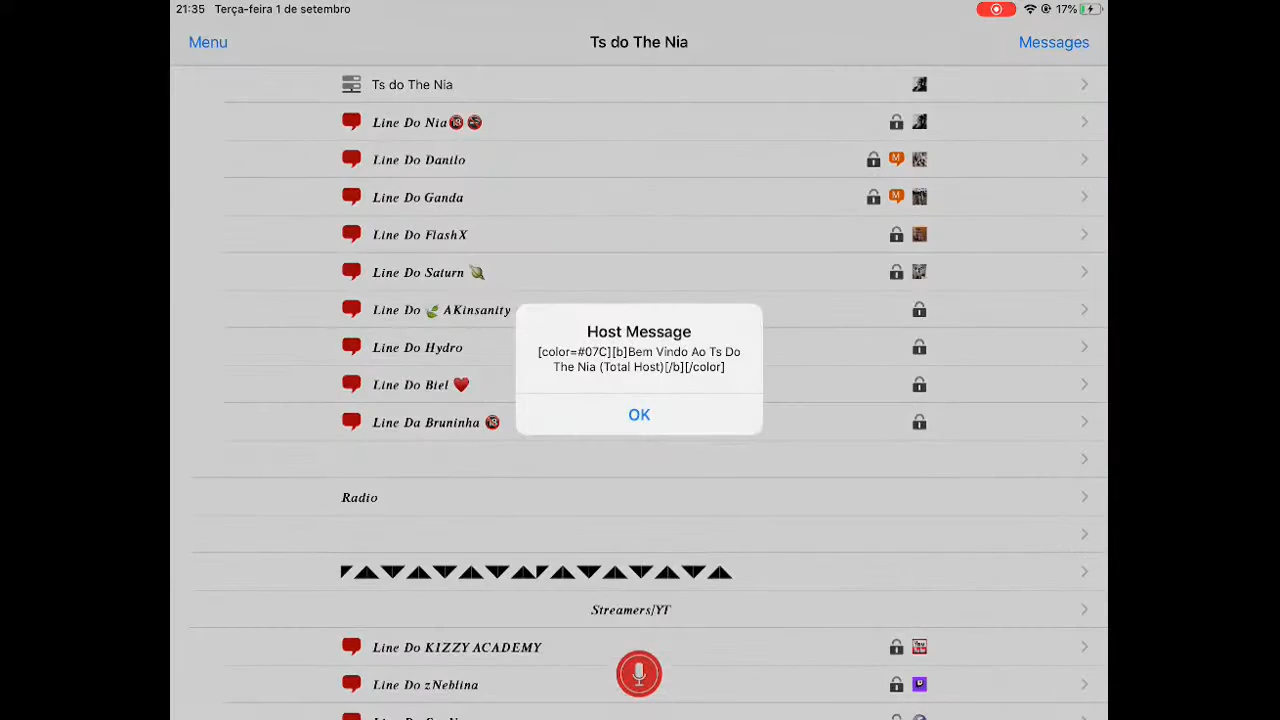 21:35 Terça-feira 1 de setembro 17%
Menu Ts do The Nia Messages
Ts do The Nia
Line Do Nia🔞🚭
Line Do Danilo M
Line Do Ganda M
Line Do FlashX
Line Do Saturn
Line Do 🍃 AKinsanity
Line Do Hydro
Line Do Biel ❤️
Line Da Bruninha 🔞
Host Message
[color=#07C][b]Bem Vindo Ao Ts Do
The Nia (Total Host)[/b][/color]
OK
Radio
◤◢◣◥◤◢◣◥◤◢◣◥◤◢◣◥◤◢◣
Streamers/YT
Line Do K1ZZY ACADEMY
Line Do zNeblina